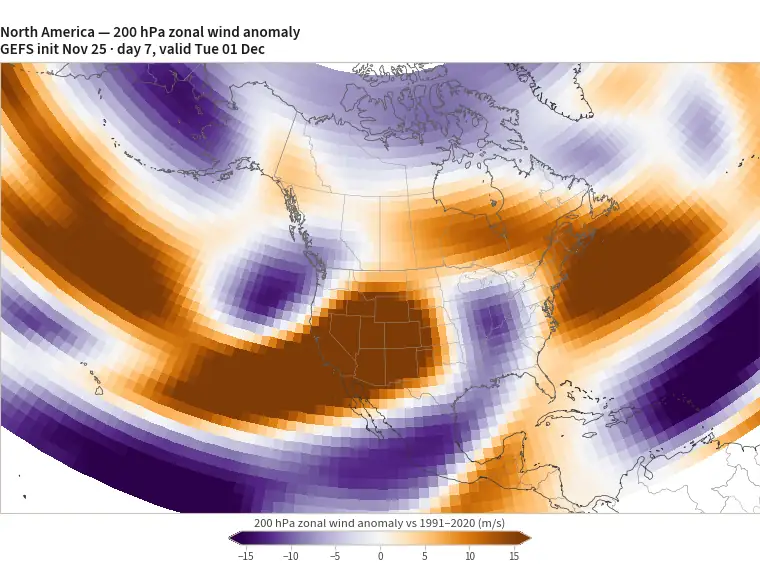 North America — 200 hPa zonal wind anomaly
GEFS init Nov 25 · day 7, valid Tue 01 Dec
200 hPa zonal wind anomaly vs 1991–2020 (m/s)
−15 −10 −5 0 5 10 15